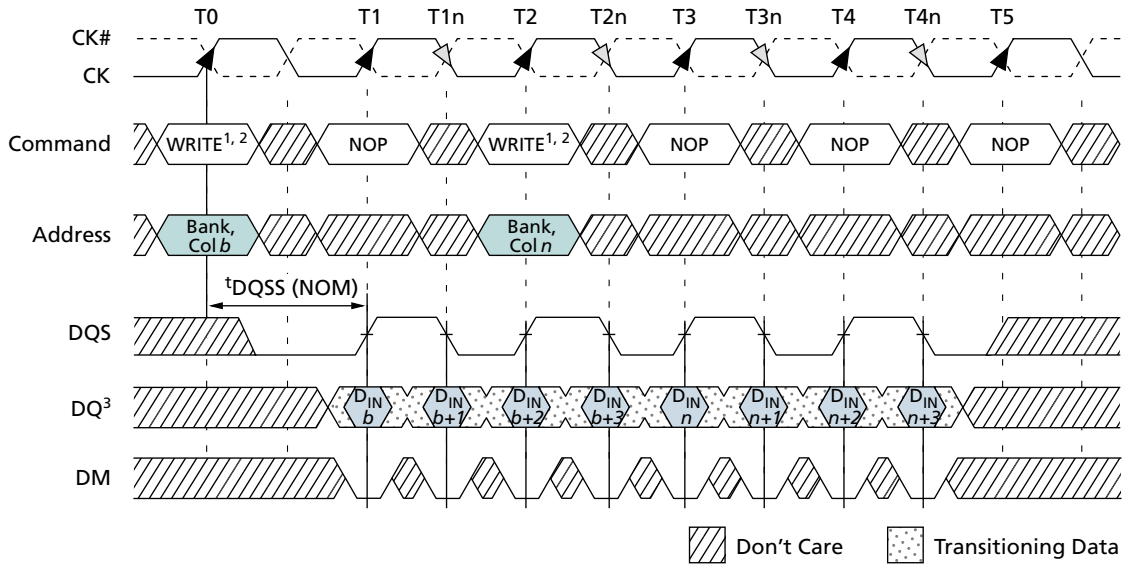 T0 T1 T1n T2 T2n T3 T3n T4 T4n T5
CK#
CK
Command WRITE1, 2 NOP WRITE1, 2 NOP NOP NOP
Address Bank, Col b Bank, Col n
tDQSS (NOM)
DQS
DQ3 DIN b DIN b+1 DIN b+2 DIN b+3 DIN n DIN n+1 DIN n+2 DIN n+3
DM
Don't Care Transitioning Data